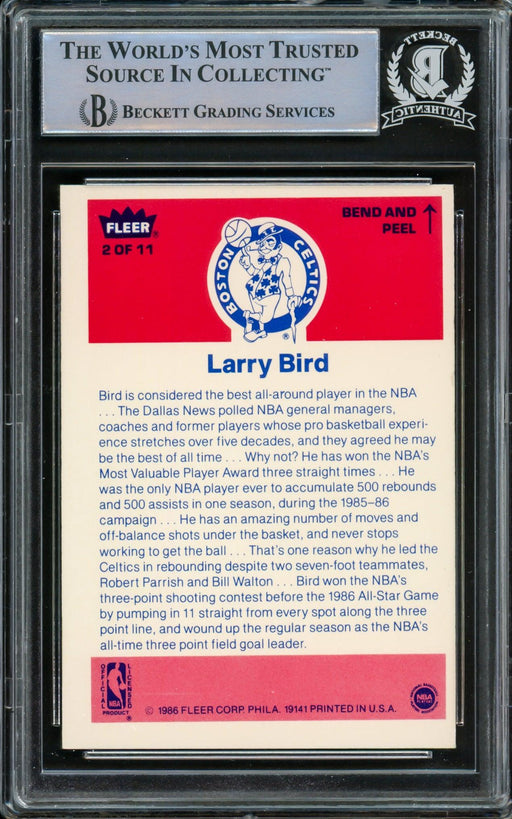 THE WORLD'S MOST TRUSTED
SOURCE IN COLLECTING™
B BECKETT GRADING SERVICES
BECKETT
B
AUTHENTIC
FLEER®
2 OF 11
BEND AND
PEEL
BOSTON CELTICS
®
Larry Bird
Bird is considered the best all-around player in the NBA
. . . The Dallas News polled NBA general managers,
coaches and former players whose pro basketball experi-
ence stretches over five decades, and they agreed he may
be the best of all time . . . Why not? He has won the NBA's
Most Valuable Player Award three straight times . . . He
was the only NBA player ever to accumulate 500 rebounds
and 500 assists in one season, during the 1985–86
campaign . . . He has an amazing number of moves and
off-balance shots under the basket, and never stops
working to get the ball . . . That's one reason why he led the
Celtics in rebounding despite two seven-foot teammates,
Robert Parrish and Bill Walton . . . Bird won the NBA's
three-point shooting contest before the 1986 All-Star Game
by pumping in 11 straight from every spot along the three
point line, and wound up the regular season as the NBA's
all-time three point field goal leader.
OFFICIAL LICENSED
NBA
PRODUCT ®
© 1986 FLEER CORP. PHILA. 19141 PRINTED IN U.S.A.
NBA
PLAYERS